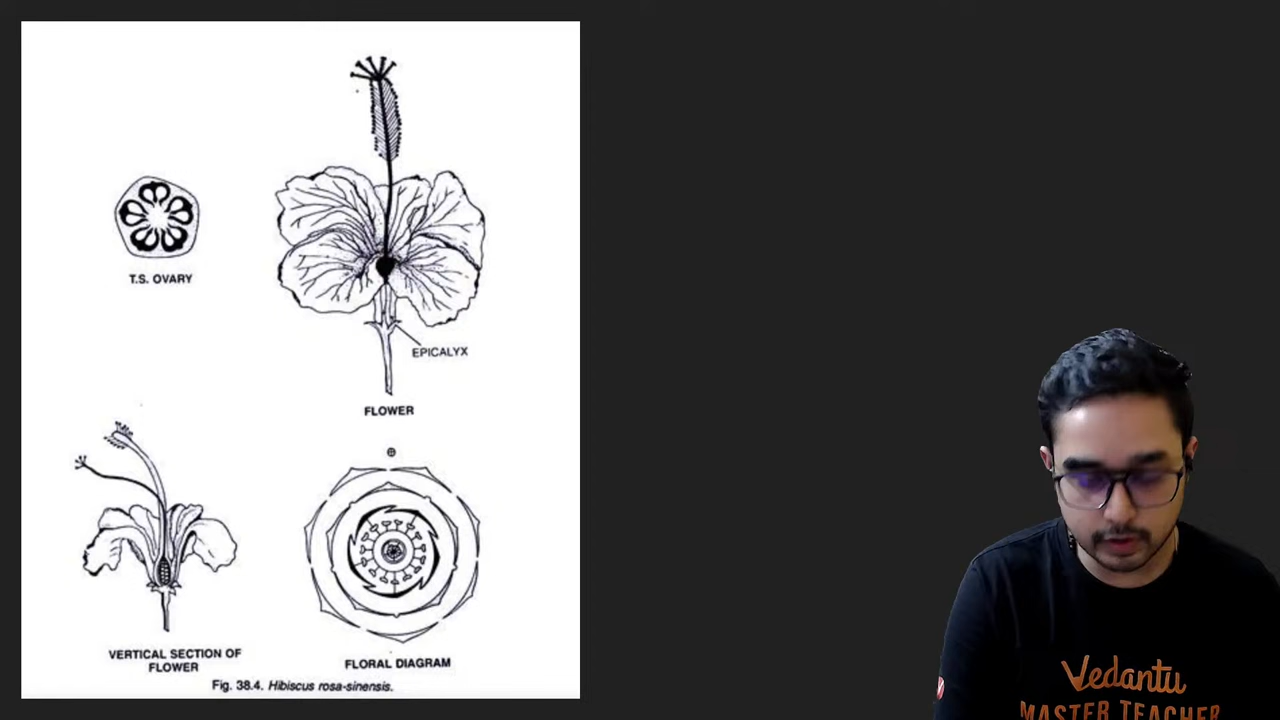 T.S. OVARY
EPICALYX
FLOWER
VERTICAL SECTION OF
FLOWER
FLORAL DIAGRAM
Fig. 38.4. Hibiscus rosa-sinensis.
Vedantu
MASTER TEACHER